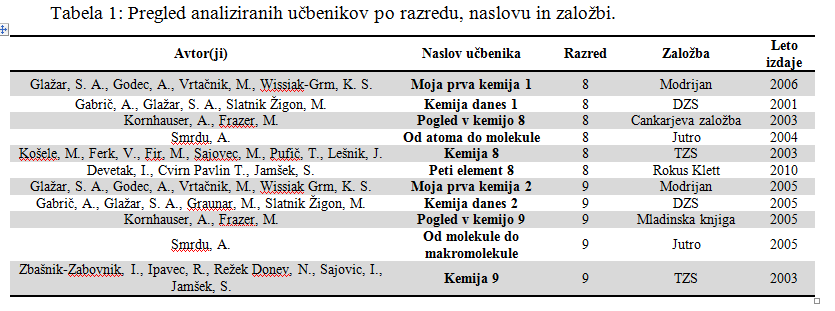 Tabela 1: Pregled analiziranih učbenikov po razredu, naslovu in založbi.
Avtor(ji) Naslov učbenika Razred Založba Leto izdaje
Glažar, S. A., Godec, A., Vrtačnik, M., Wissiak-Grm, K. S. Moja prva kemija 1 8 Modrijan 2006
Gabrič, A., Glažar, S. A., Slatnik Žigon, M. Kemija danes 1 8 DZS 2001
Kornhauser, A., Frazer, M. Pogled v kemijo 8 8 Cankarjeva založba 2003
Smrdu, A. Od atoma do molekule 8 Jutro 2004
Košele, M., Ferk, V., Fir, M., Sajovec, M., Pufič, T., Lešnik, J. Kemija 8 8 TZS 2003
Devetak, I., Cvirn Pavlin T., Jamšek, S. Peti element 8 8 Rokus Klett 2010
Glažar, S. A., Godec, A., Vrtačnik, M., Wissiak Grm, K. S. Moja prva kemija 2 9 Modrijan 2005
Gabrič, A., Glažar, S. A., Graunar, M., Slatnik Žigon, M. Kemija danes 2 9 DZS 2005
Kornhauser, A., Frazer, M. Pogled v kemijo 9 9 Mladinska knjiga 2005
Smrdu, A. Od molekule do makromolekule 9 Jutro 2005
Zbašnik-Zabovnik, I., Ipavec, R., Režek Donev, N., Sajovic, I.,
Jamšek, S. Kemija 9 9 TZS 2003